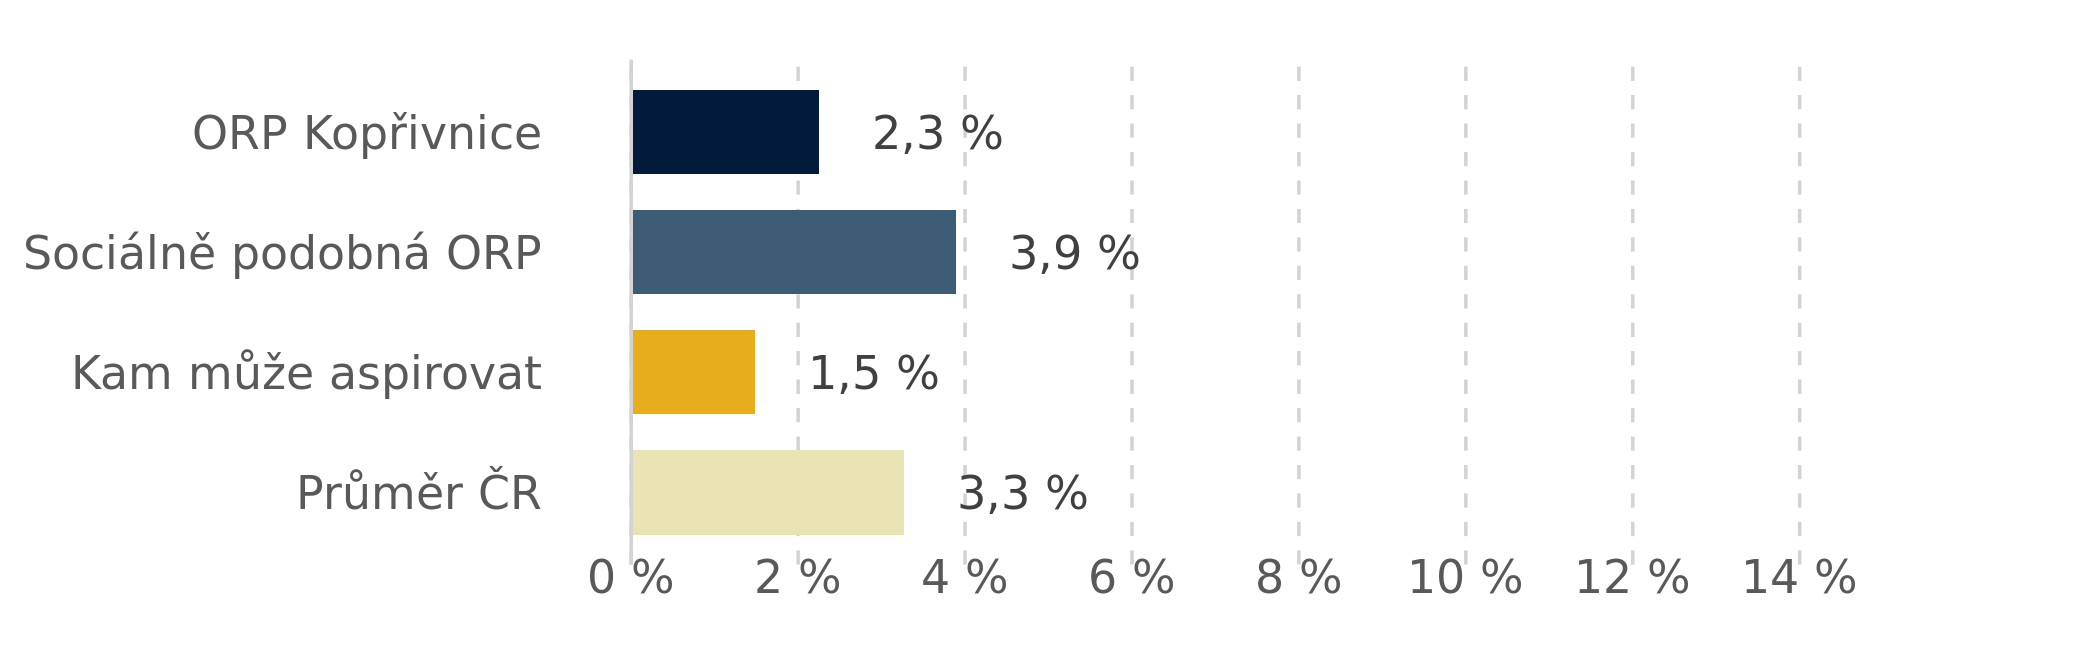 ORP Kopřivnice 2,3 %
Sociálně podobná ORP 3,9 %
Kam může aspirovat 1,5 %
Průměr ČR 3,3 %
0 % 2 % 4 % 6 % 8 % 10 % 12 % 14 %